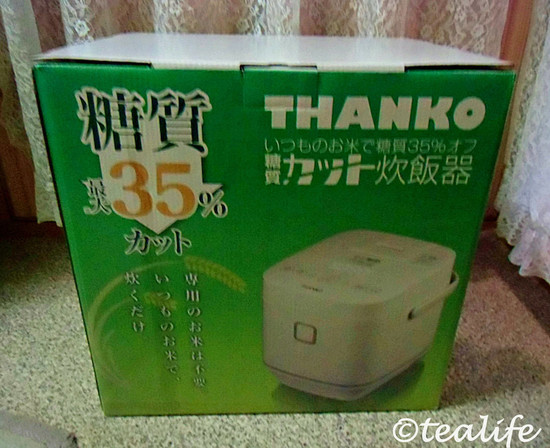 糖質
最大35%
カット
専用のお米は不要
いつものお米で、
炊くだけ
THANKO
いつものお米で糖質35%オフ
糖質カット炊飯器
©tealife